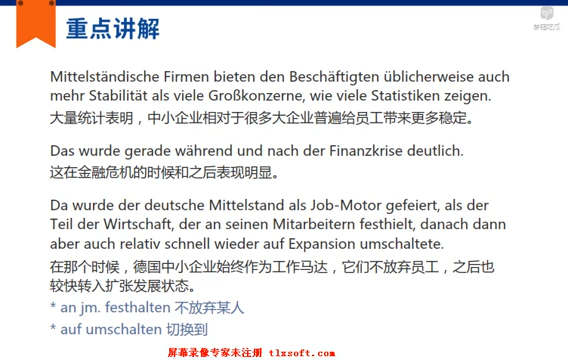 重点讲解
Mittelständische Firmen bieten den Beschäftigten üblicherweise auch
mehr Stabilität als viele Großkonzerne, wie viele Statistiken zeigen.
大量统计表明，中小企业相对于很多大企业普遍给员工带来更多稳定。
Das wurde gerade während und nach der Finanzkrise deutlich.
这在金融危机的时候和之后表现明显。
Da wurde der deutsche Mittelstand als Job-Motor gefeiert, als der
Teil der Wirtschaft, der an seinen Mitarbeitern festhielt, danach dann
aber auch relativ schnell wieder auf Expansion umschaltete.
在那个时候，德国中小企业始终作为工作马达，它们不放弃员工，之后也
较快转入扩张发展状态。
* an jm. festhalten 不放弃某人
* auf umschalten 切换到
屏幕录像专家未注册 tlxsoft.com